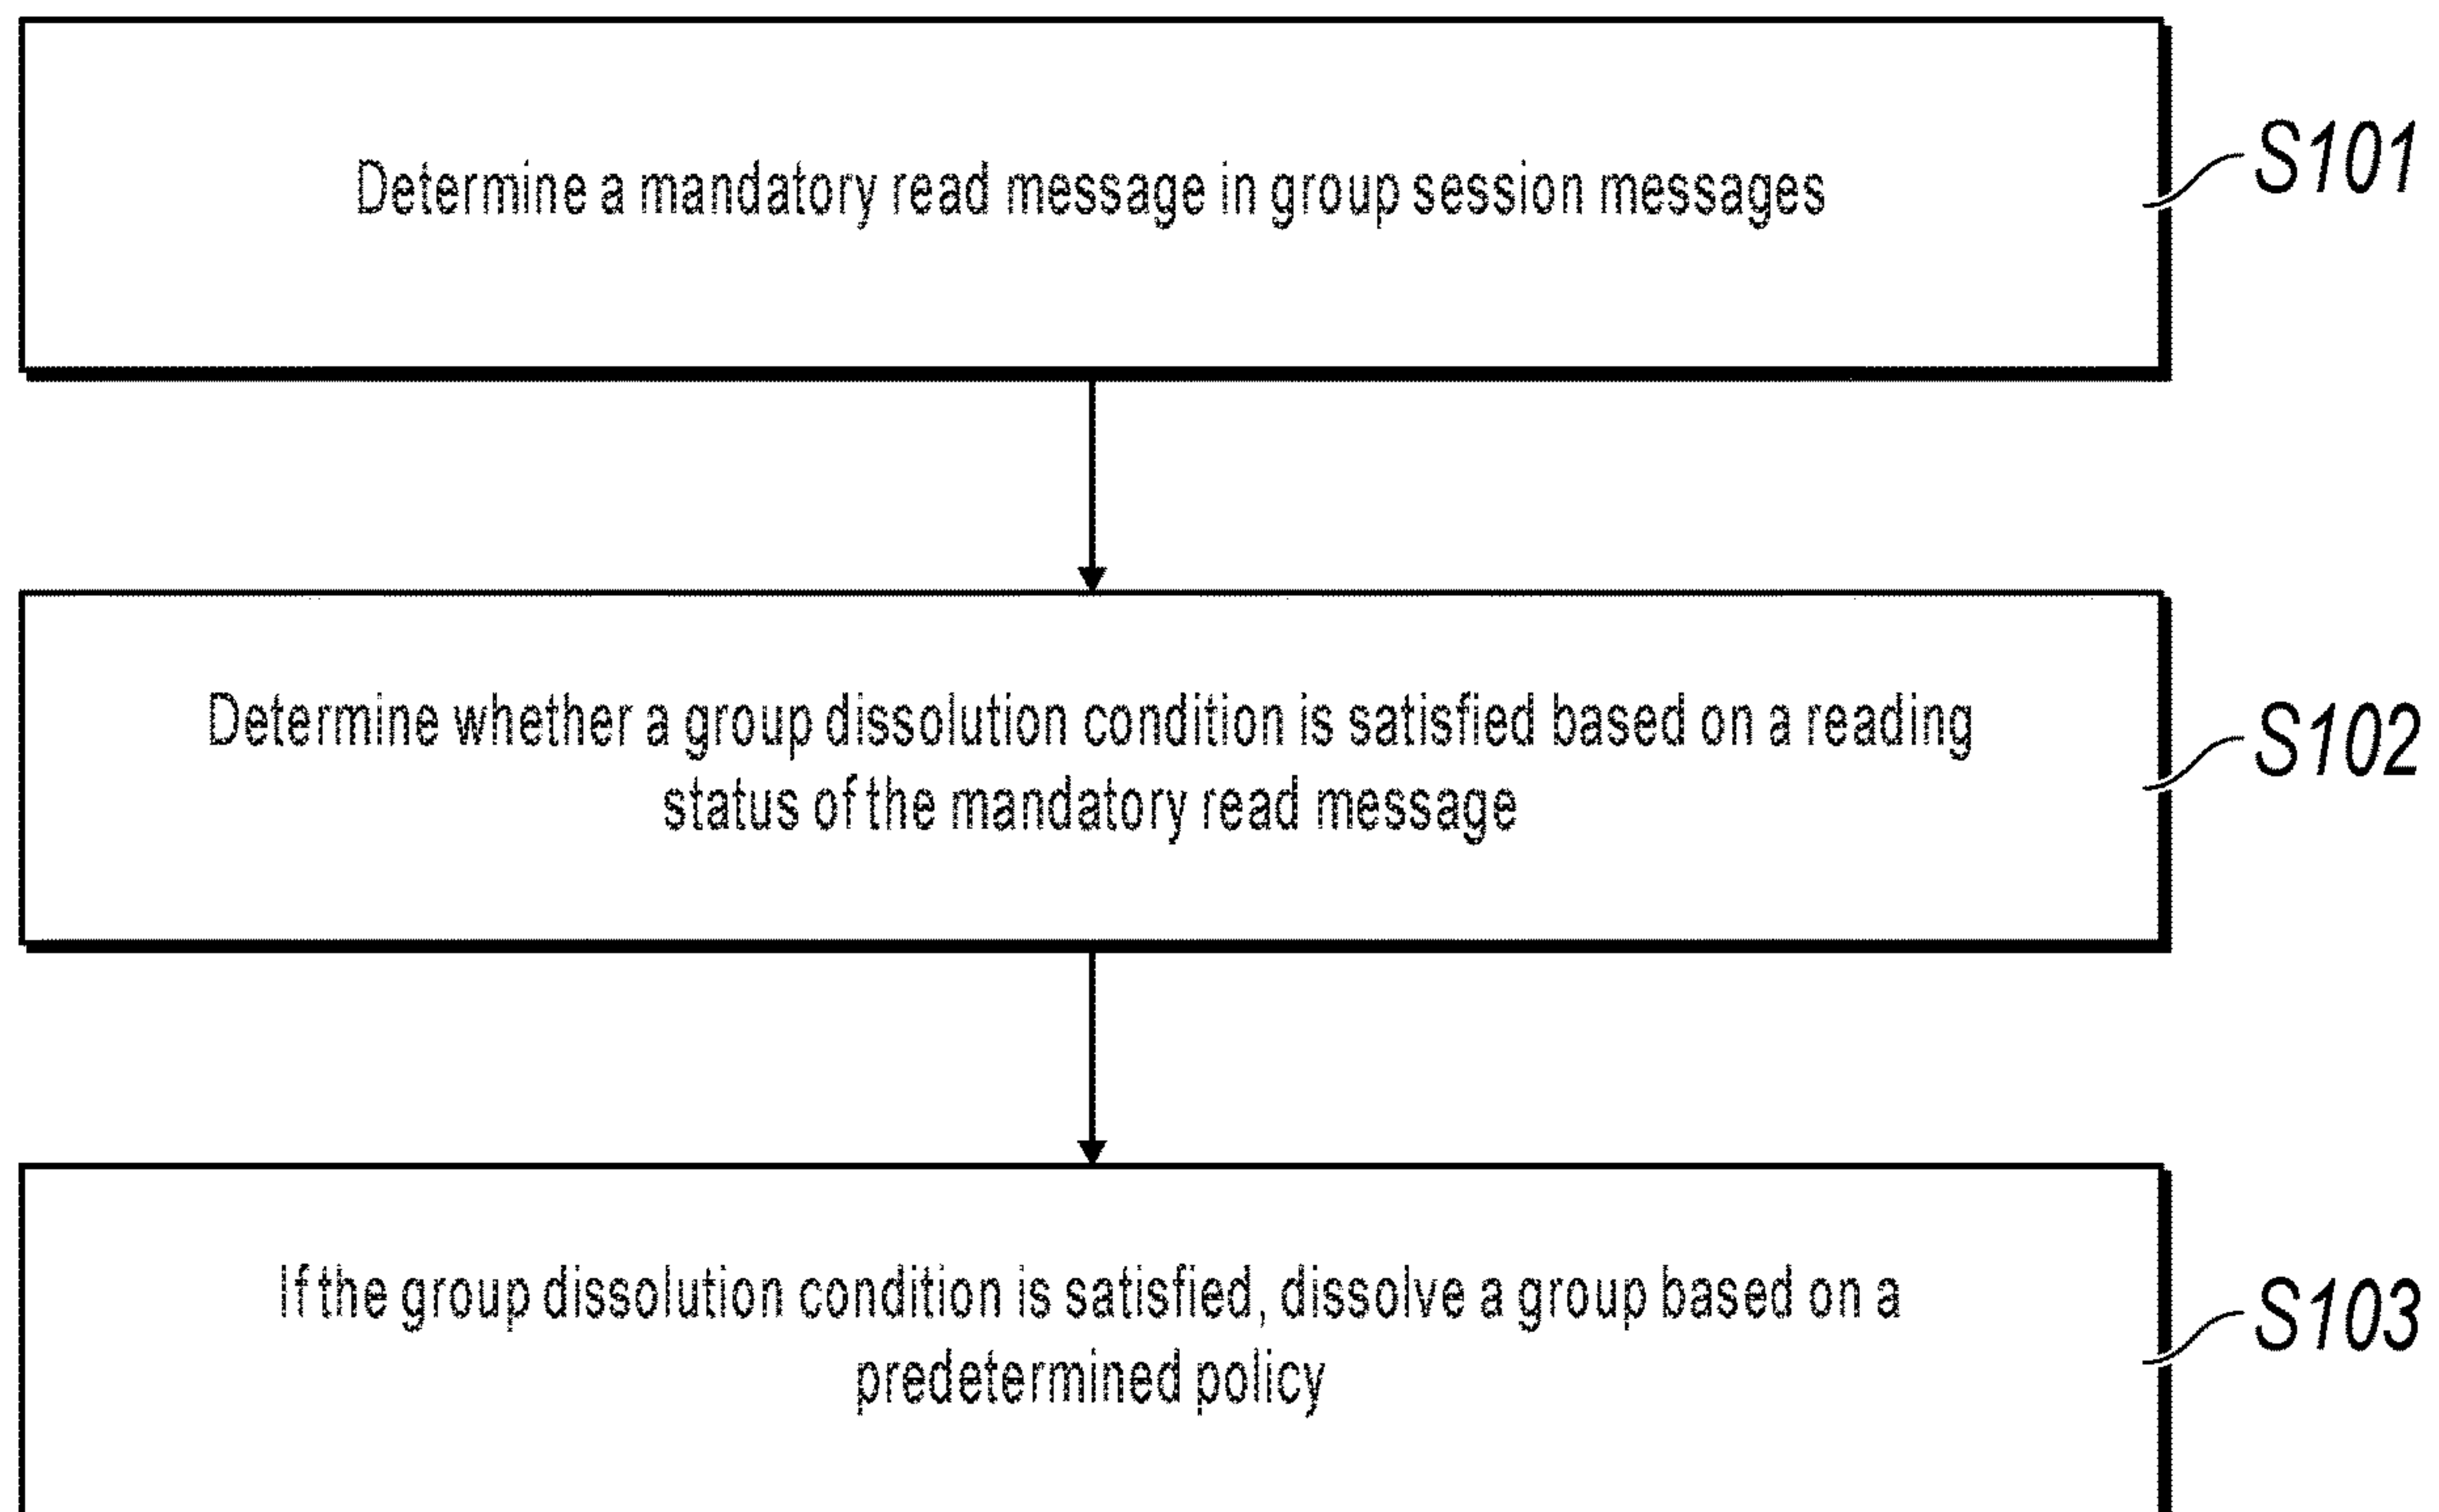 Determine a mandatory read message in group session messages
S101
Determine whether a group dissolution condition is satisfied based on a reading
status of the mandatory read message
S102
If the group dissolution condition is satisfied, dissolve a group based on a
predetermined policy
S103